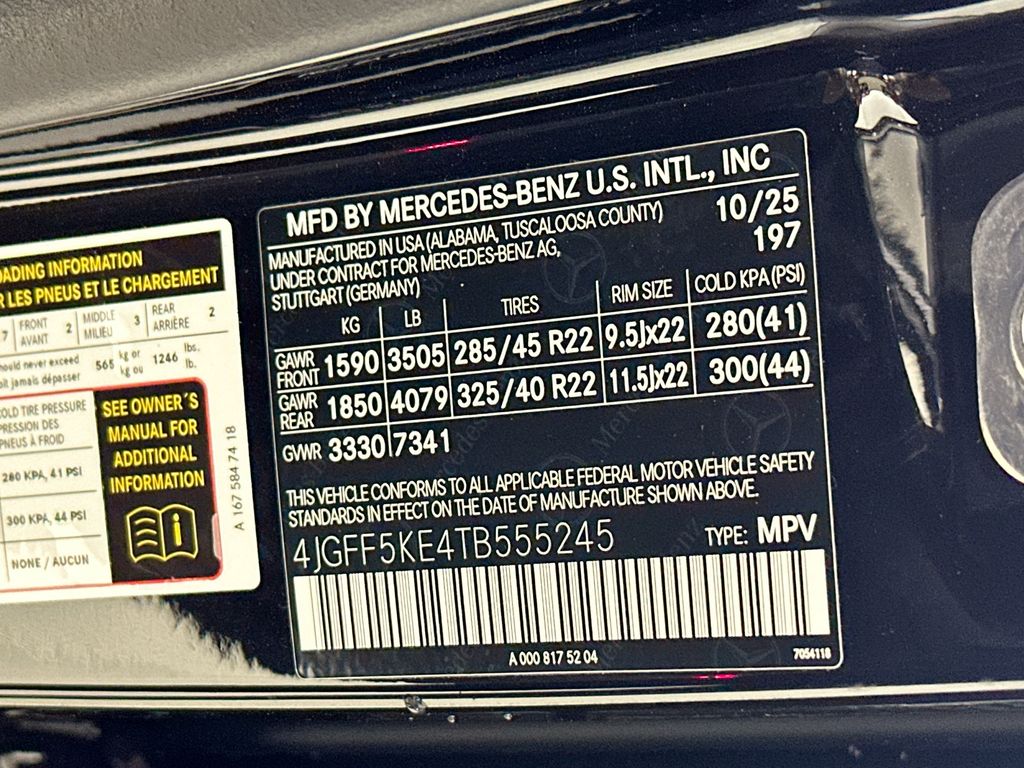 MFD BY MERCEDES-BENZ U.S. INTL., INC
MANUFACTURED IN USA (ALABAMA, TUSCALOOSA COUNTY) 10/25
UNDER CONTRACT FOR MERCEDES-BENZ AG, 197
STUTTGART (GERMANY)
KG LB TIRES RIM SIZE COLD KPA (PSI)
GAWR FRONT 1590 3505 285/45 R22 9.5Jx22 280(41)
GAWR REAR 1850 4079 325/40 R22 11.5Jx22 300(44)
GVWR 3330 7341
THIS VEHICLE CONFORMS TO ALL APPLICABLE FEDERAL MOTOR VEHICLE SAFETY
STANDARDS IN EFFECT ON THE DATE OF MANUFACTURE SHOWN ABOVE.
4JGFF5KE4TB555245 TYPE: MPV
A 000 817 52 04 7054118
OADING INFORMATION
R LES PNEUS ET LE CHARGEMENT
7 FRONT AVANT 2 MIDDLE MILIEU 3 REAR ARRIÈRE 2
hould never exceed 565 kg or 1246 lbs.
oit jamais dépasser kg ou lb.
OLD TIRE PRESSURE
PRESSION DES
PNEUS À FROID
280 KPA, 41 PSI
300 KPA, 44 PSI
NONE / AUCUN
SEE OWNER´S
MANUAL FOR
ADDITIONAL
INFORMATION
i
A 167 584 74 18